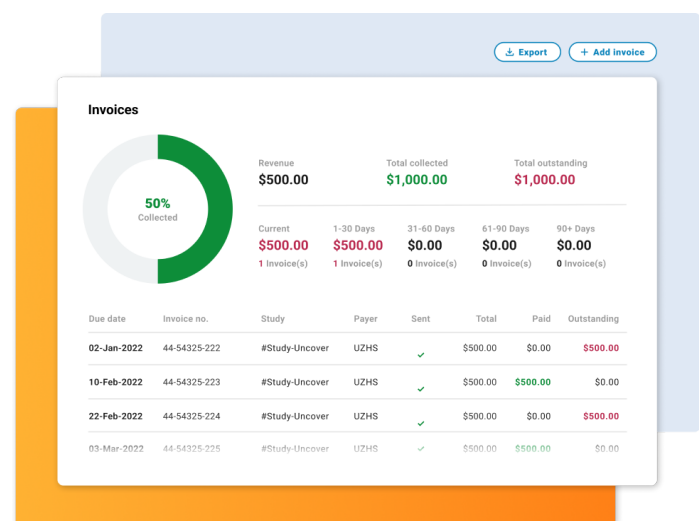 Export
+ Add invoice
Invoices
50%
Collected
Revenue
$500.00
Total collected
$1,000.00
Total outstanding
$1,000.00
Current
$500.00
1 Invoice(s)
1-30 Days
$500.00
1 Invoice(s)
31-60 Days
$0.00
0 Invoice(s)
61-90 Days
$0.00
0 Invoice(s)
90+ Days
$0.00
0 Invoice(s)
Due date Invoice no. Study Payer Sent Total Paid Outstanding
02-Jan-2022 44-54325-222 #Study-Uncover UZHS $500.00 $0.00 $500.00
10-Feb-2022 44-54325-223 #Study-Uncover UZHS $500.00 $500.00 $0.00
22-Feb-2022 44-54325-224 #Study-Uncover UZHS $500.00 $0.00 $500.00
03-Mar-2022 44-54325-225 #Study-Uncover UZHS $500.00 $500.00 $0.00